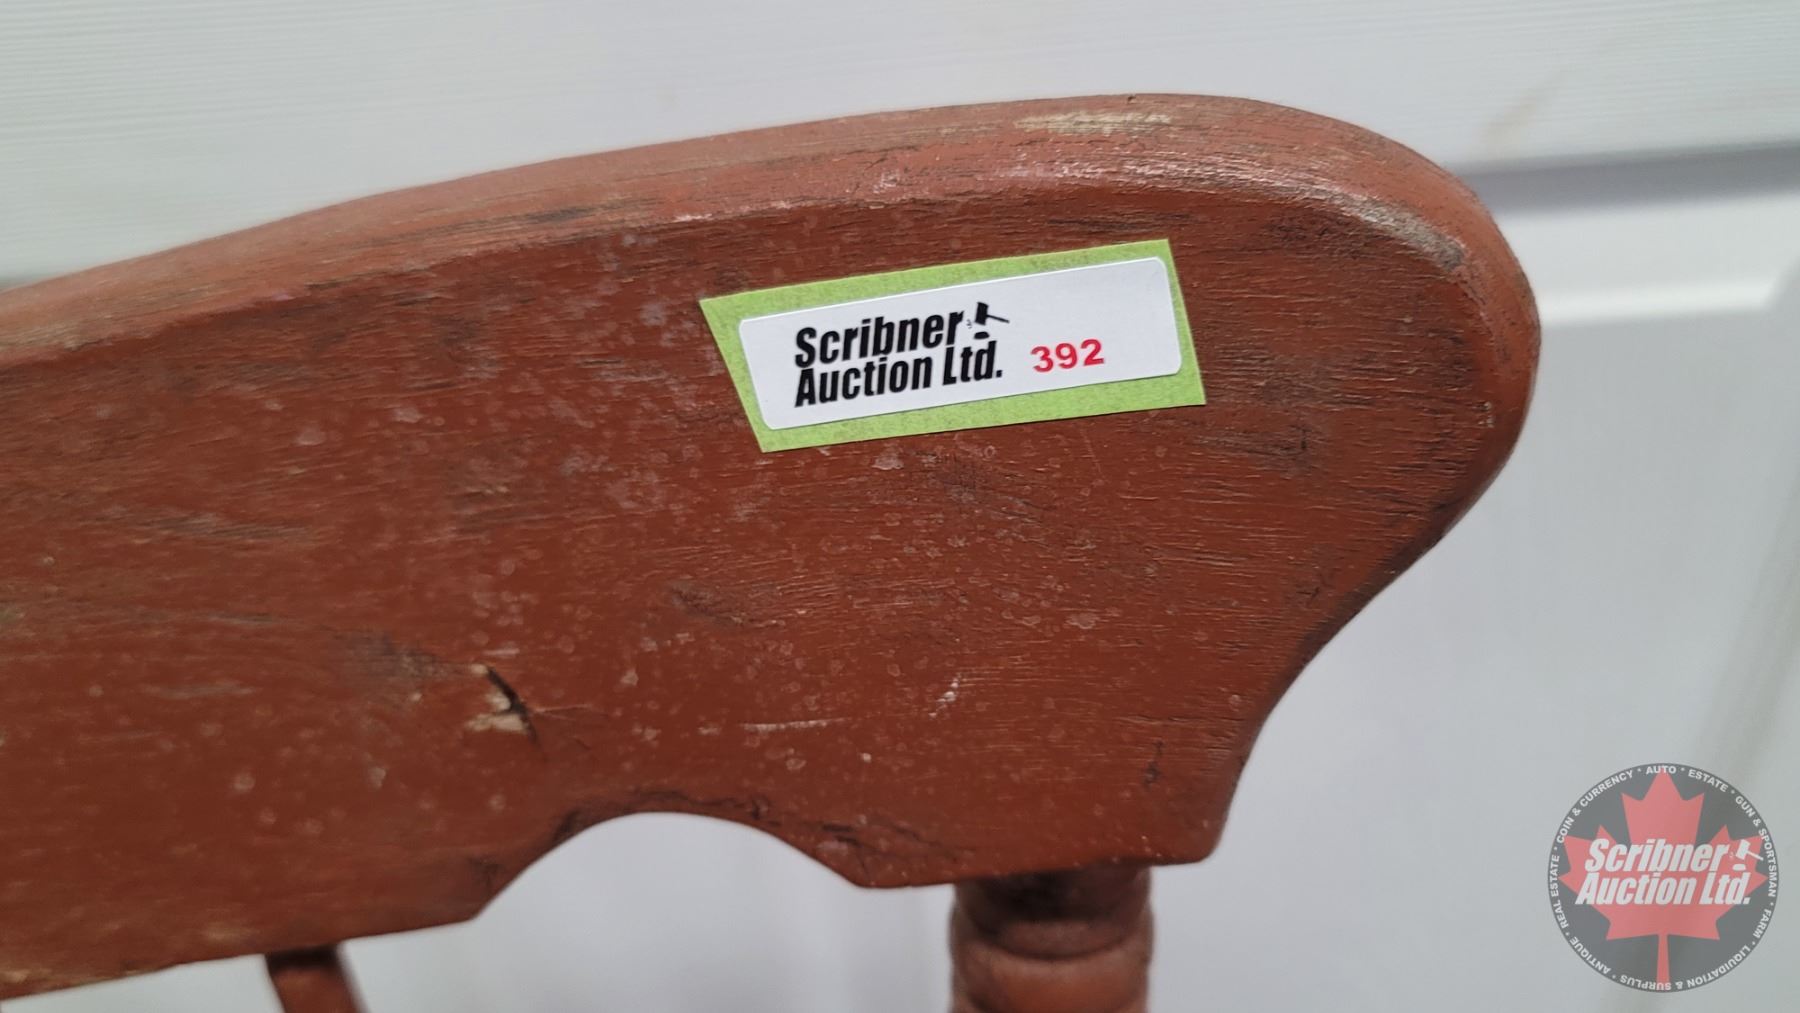 Scribner
Auction Ltd. 392
REAL ESTATE * COIN & CURRENCY * AUTO * ESTATE * GUN & SPORTSMAN * FARM * LIQUIDATION & SURPLUS * ANTIQUE *
Scribner
Auction Ltd.